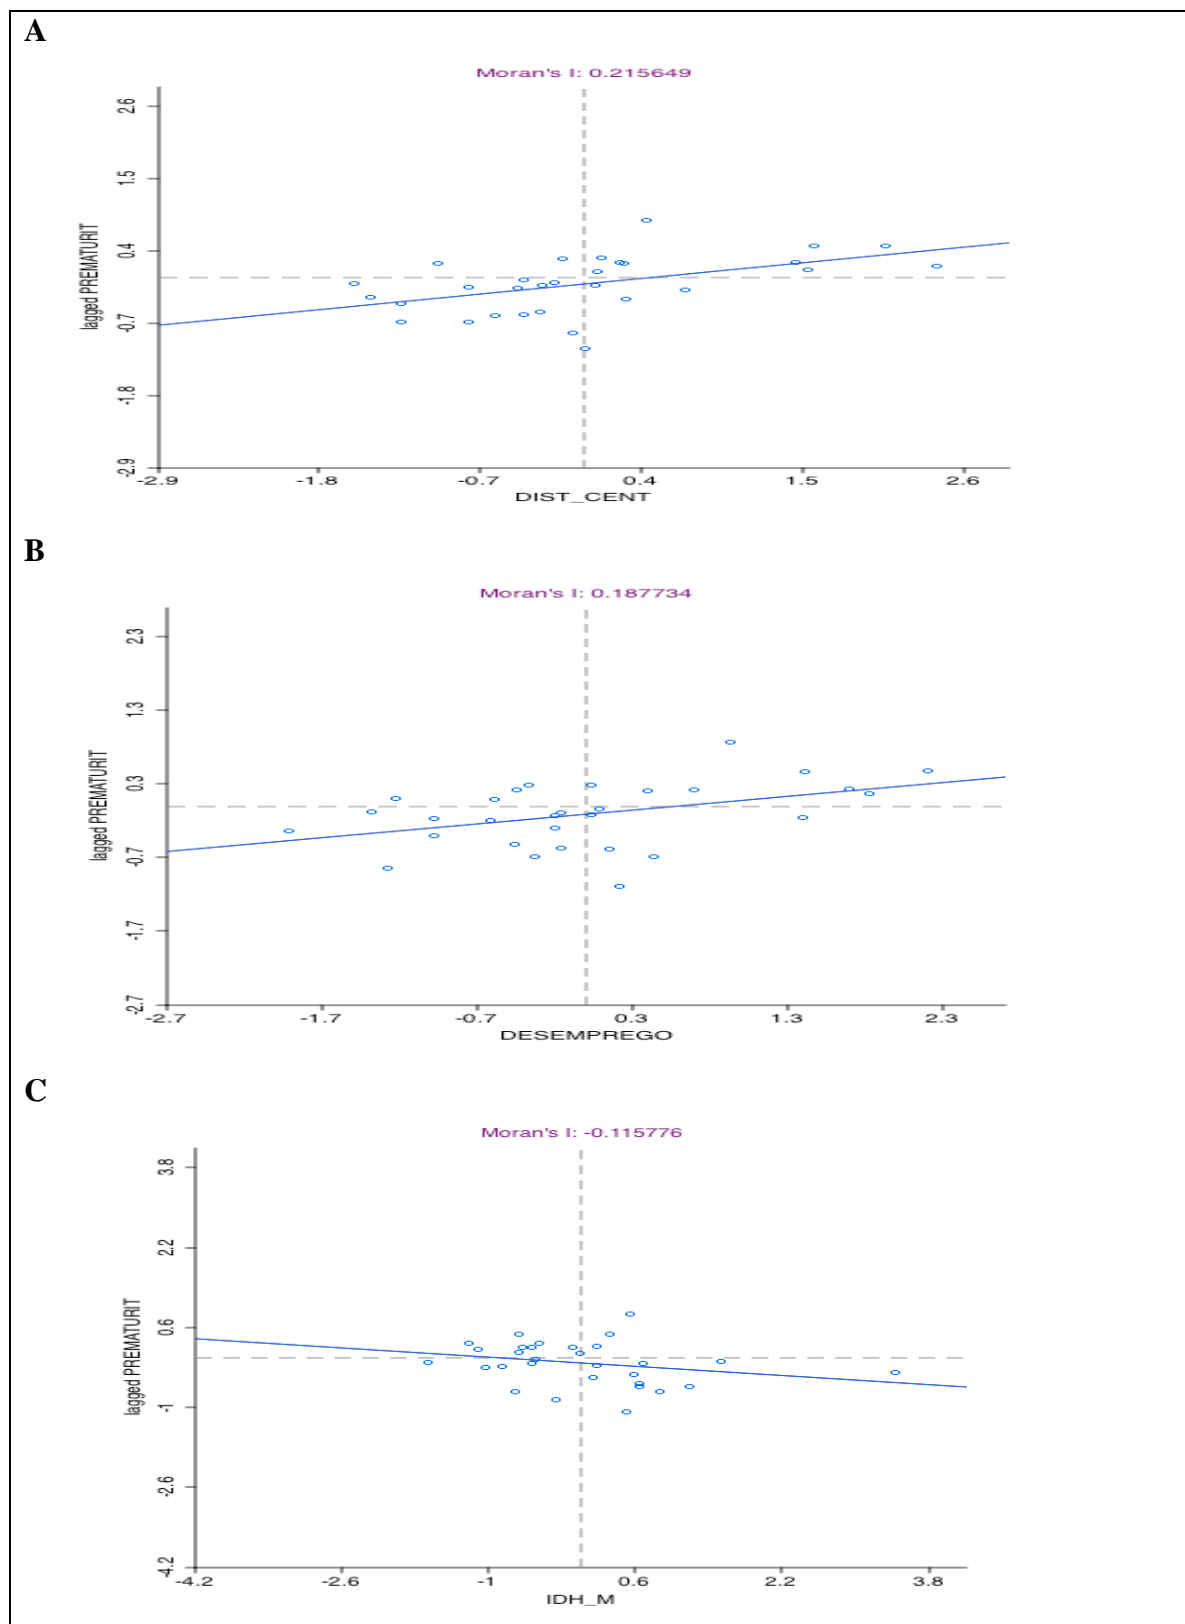 A
Moran's I: 0.215649
lagged PREMATURIT
2.6
1.5
0.4
-0.7
-1.8
-2.9
-2.9 -1.8 -0.7 0.4 1.5 2.6
DIST_CENT
B
Moran's I: 0.187734
lagged PREMATURIT
2.3
1.3
0.3
-0.7
-1.7
-2.7
-2.7 -1.7 -0.7 0.3 1.3 2.3
DESEMPREGO
C
Moran's I: -0.115776
lagged PREMATURIT
3.8
2.2
0.6
-1
-2.6
-4.2
-4.2 -2.6 -1 0.6 2.2 3.8
IDH_M